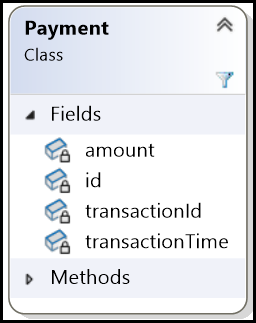 Payment
Class
Fields
amount
id
transactionId
transactionTime
Methods